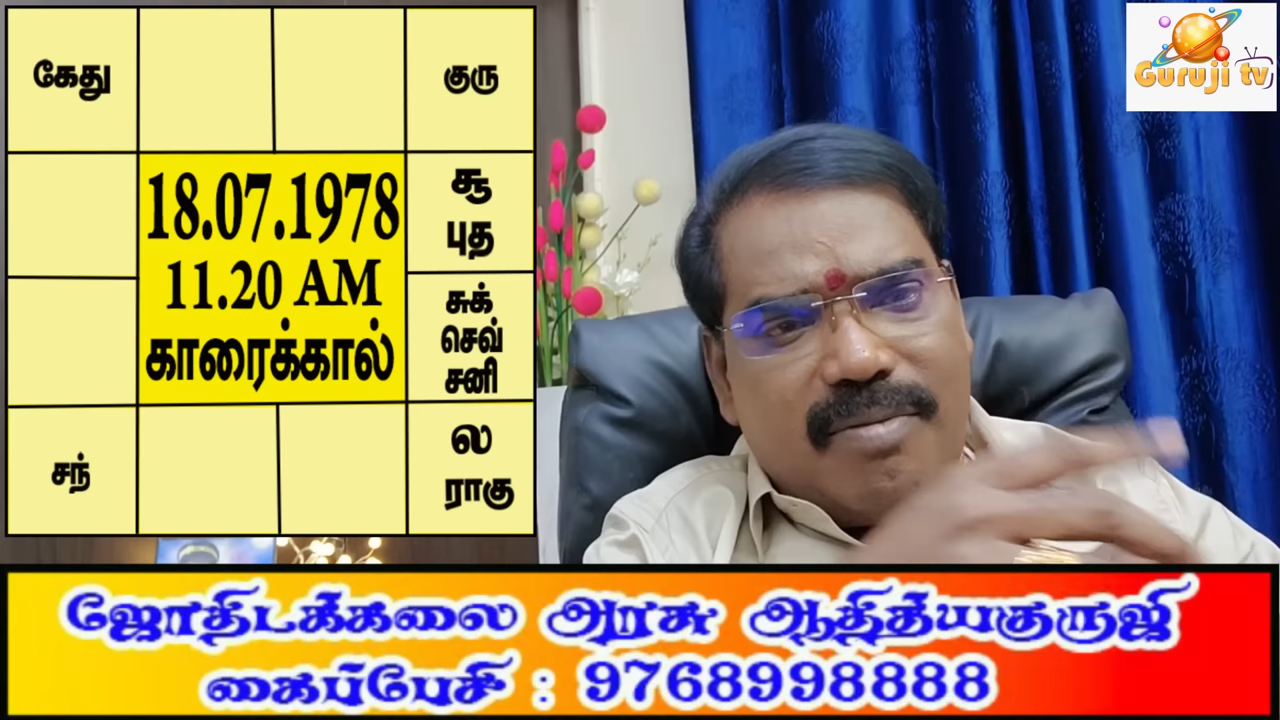 கேது
குரு
18.07.1978
11.20 AM
காரைக்கால்
சூ
புத
சுக்
செவ்
சனி
சந்
ல
ராகு
Guruji tv
ஜோதிடக்கலை அரசு ஆதித்யகுருஜி
கைப்பேசி : 9768998888